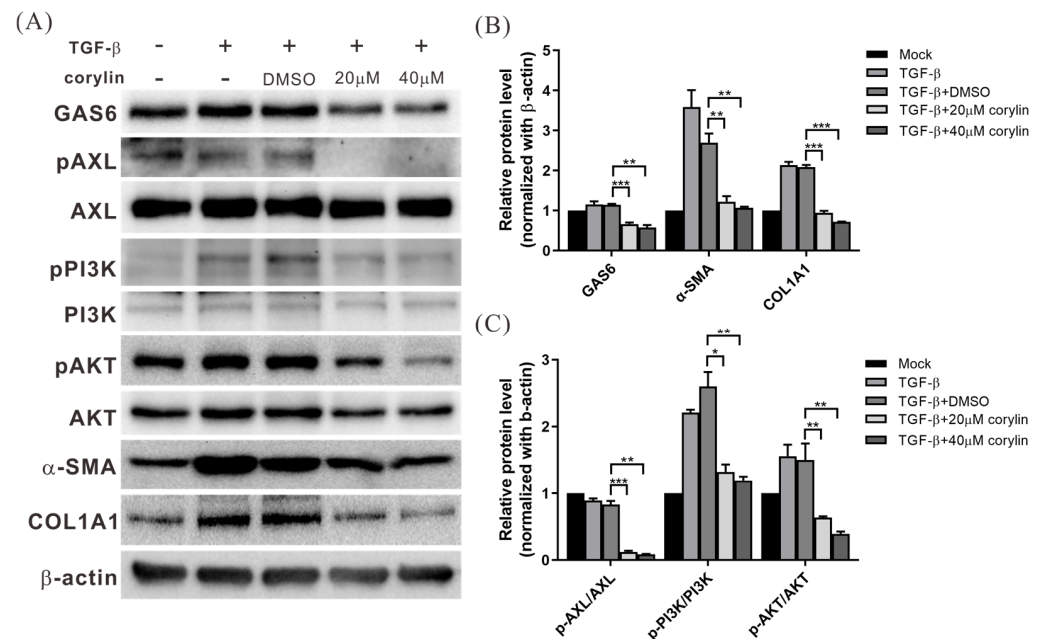 (A)
TGF-β - + + + +
corylin - - DMSO 20μM 40μM
GAS6
pAXL
AXL
pPI3K
PI3K
pAKT
AKT
α-SMA
COL1A1
β-actin
(B)
Relative protein level
(normalized with β-actin)
5
4
3
2
1
0
** *** ** ** *** ***
GAS6 α-SMA COL1A1
Mock
TGF-β
TGF-β+DMSO
TGF-β+20μM corylin
TGF-β+40μM corylin
(C)
Relative protein level
(normalized with b-actin)
3
2
1
0
** *** ** * ** **
p-AXL/AXL p-PI3K/PI3K p-AKT/AKT
Mock
TGF-β
TGF-β+DMSO
TGF-β+20μM corylin
TGF-β+40μM corylin